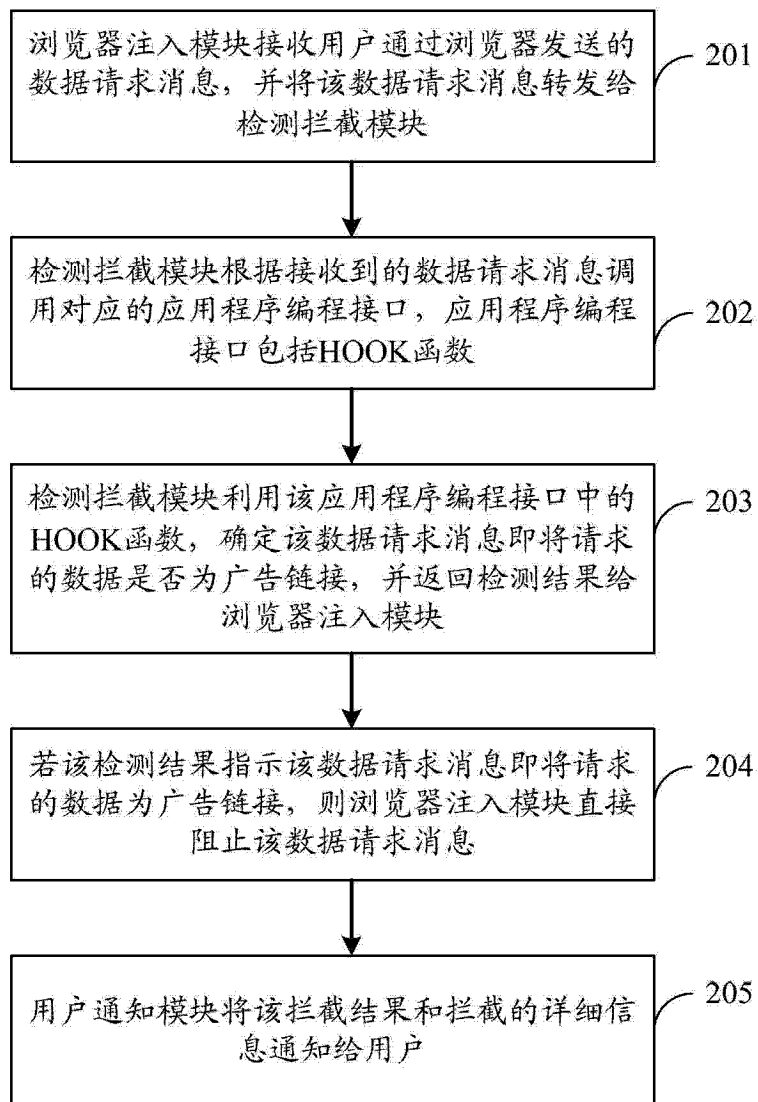 浏览器注入模块接收用户通过浏览器发送的
数据请求消息，并将该数据请求消息转发给
检测拦截模块
201
检测拦截模块根据接收到的数据请求消息调
用对应的应用程序编程接口，应用程序编程
接口包括HOOK函数
202
检测拦截模块利用该应用程序编程接口中的
HOOK函数，确定该数据请求消息即将请求
的数据是否为广告链接，并返回检测结果给
浏览器注入模块
203
若该检测结果指示该数据请求消息即将请求
的数据为广告链接，则浏览器注入模块直接
阻止该数据请求消息
204
用户通知模块将该拦截结果和拦截的详细信
息通知给用户
205